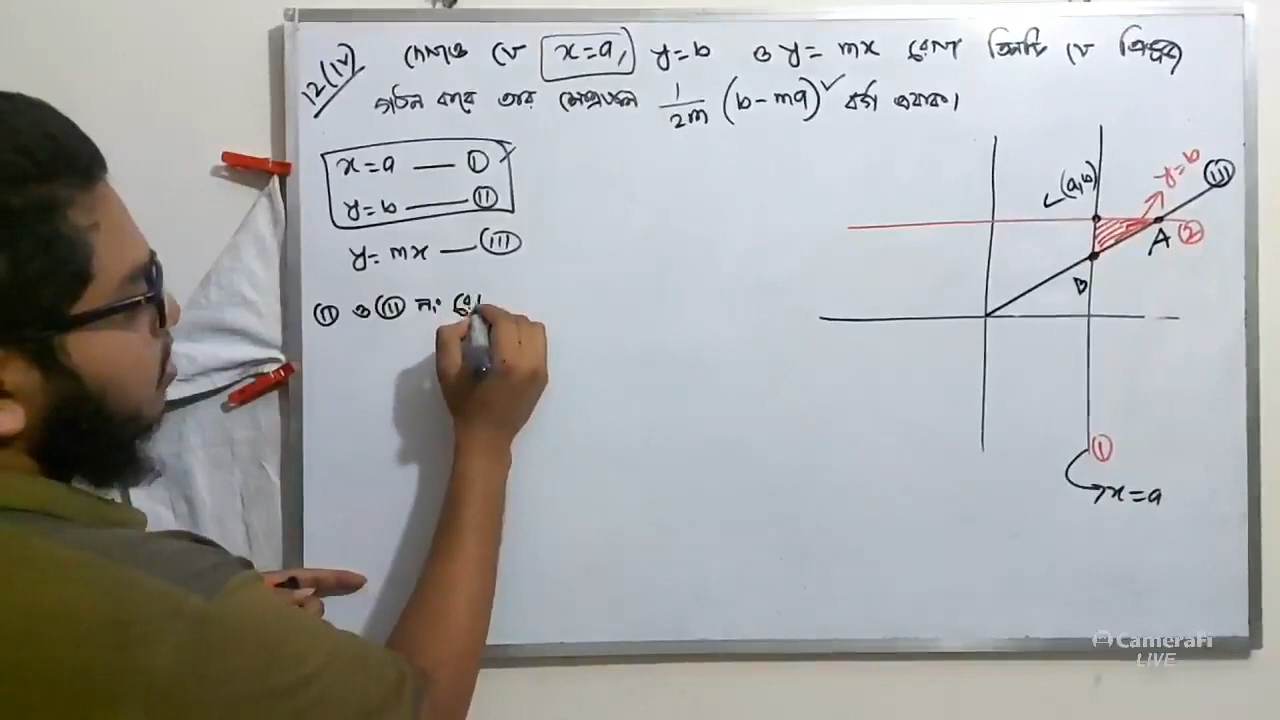 12(iv) দেখাও যে x=a, y=b ও y=mx রেখা তিনটি যে ত্রিভুজ
গঠন করে তার ক্ষেত্রফল 1/2m (b-ma)² বর্গ একক।
x=a —— (i)
y=b —— (ii)
y=mx —— (iii)
(ii) ও (iii) নং রে
(a,b)
y=b
(iii)
A
(2)
B
(1)
x=a
CameraFi
LIVE